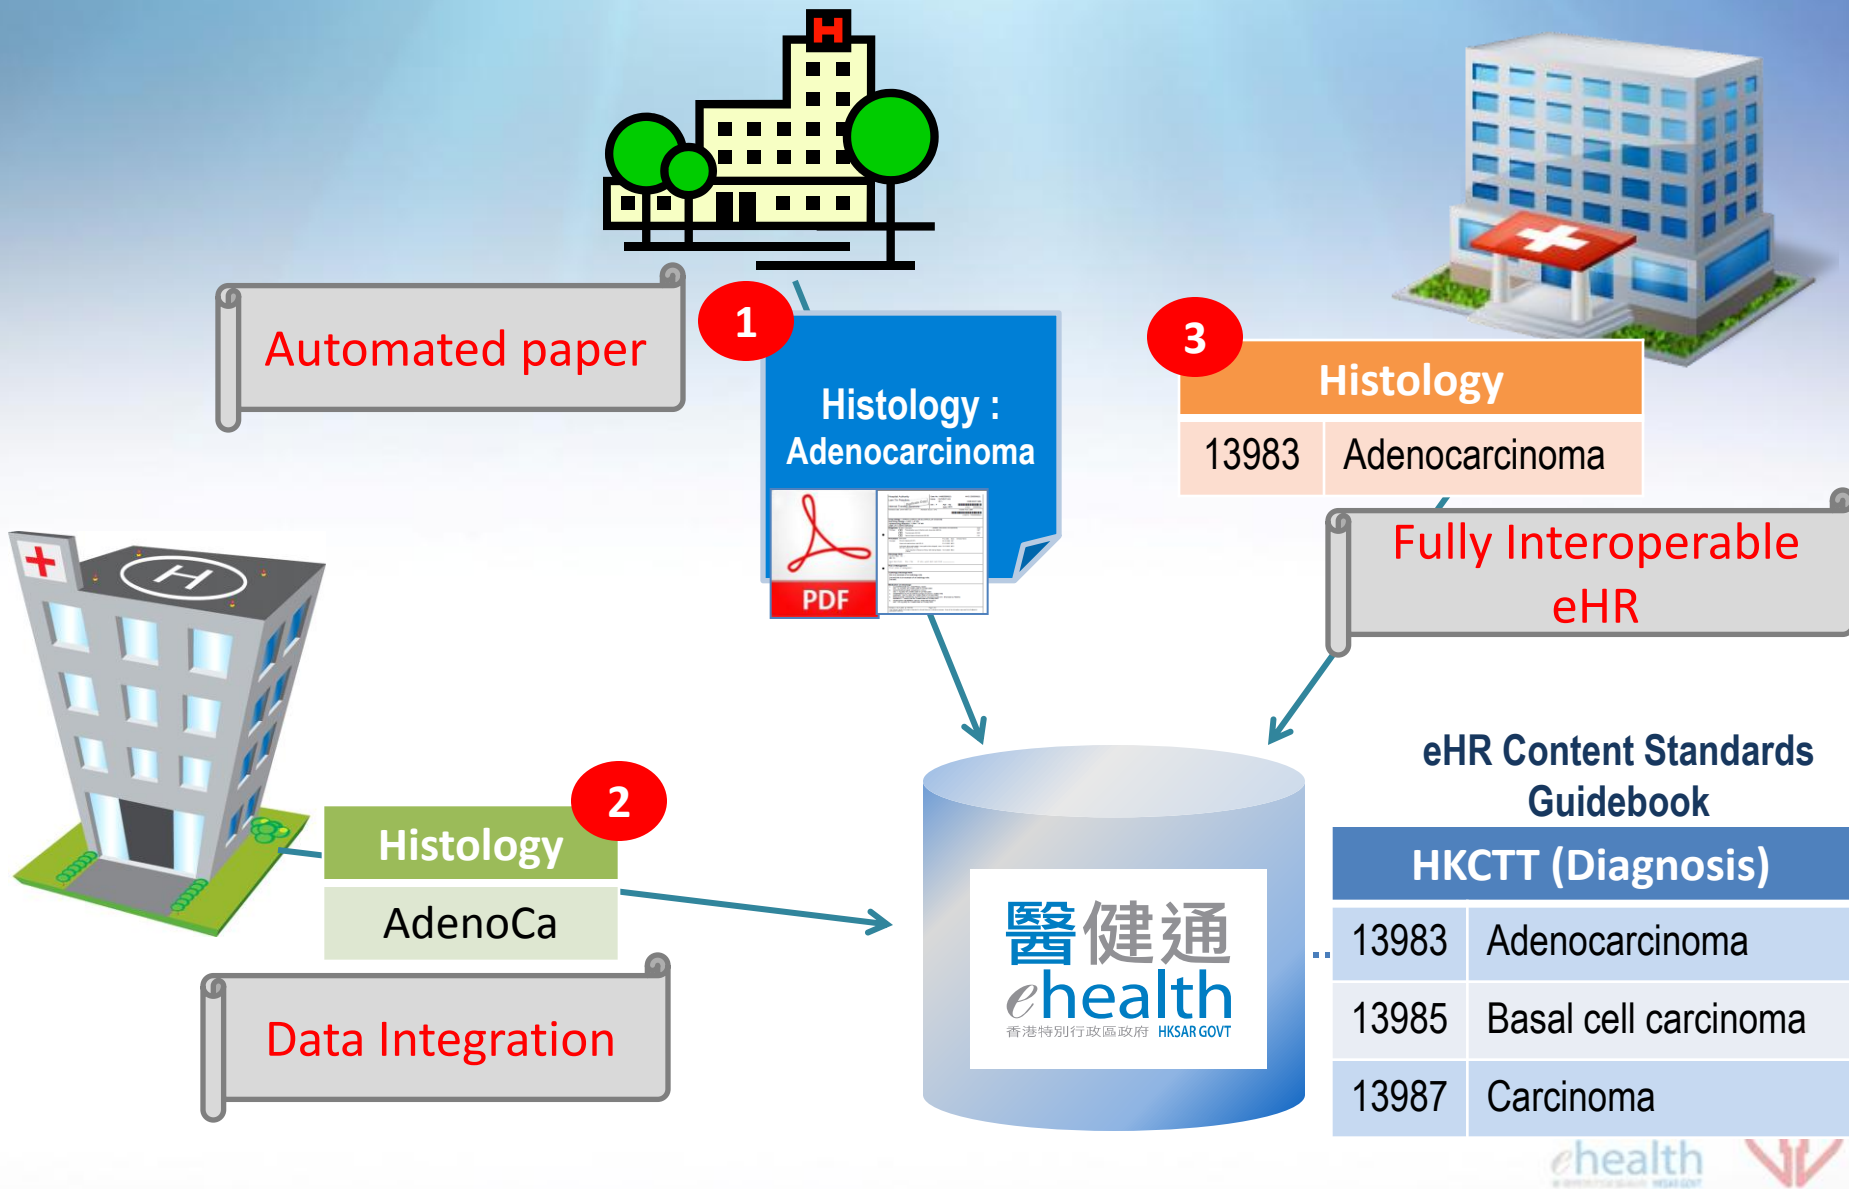 H
Automated paper
1
Histology :
Adenocarcinoma
PDF
3
Histology
13983 Adenocarcinoma
Fully Interoperable
eHR
H
2
Histology
AdenoCa
Data Integration
醫健通
ehealth
香港特別行政區政府 HKSAR GOVT
eHR Content Standards
Guidebook
HKCTT (Diagnosis)
13983 Adenocarcinoma
13985 Basal cell carcinoma
13987 Carcinoma
ehealth